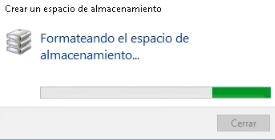 Crear un espacio de almacenamiento
Formateando el espacio de
almacenamiento...
Cerrar